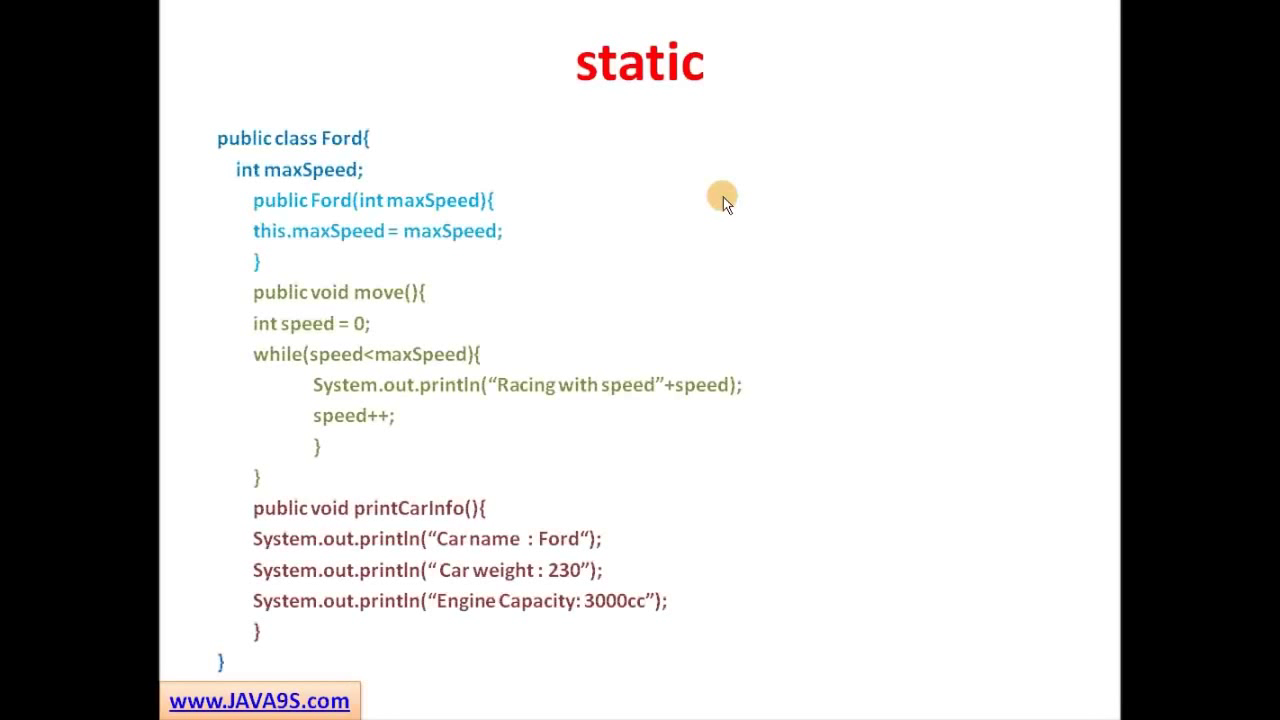 static
public class Ford{
int maxSpeed;
public Ford(int maxSpeed){
this.maxSpeed = maxSpeed;
}
public void move(){
int speed = 0;
while(speed<maxSpeed){
System.out.println(“Racing with speed”+speed);
speed++;
}
}
public void printCarInfo(){
System.out.println(“Car name  : Ford“);
System.out.println(“ Car weight : 230”);
System.out.println(“Engine Capacity: 3000cc”);
}
}
www.JAVA9S.com